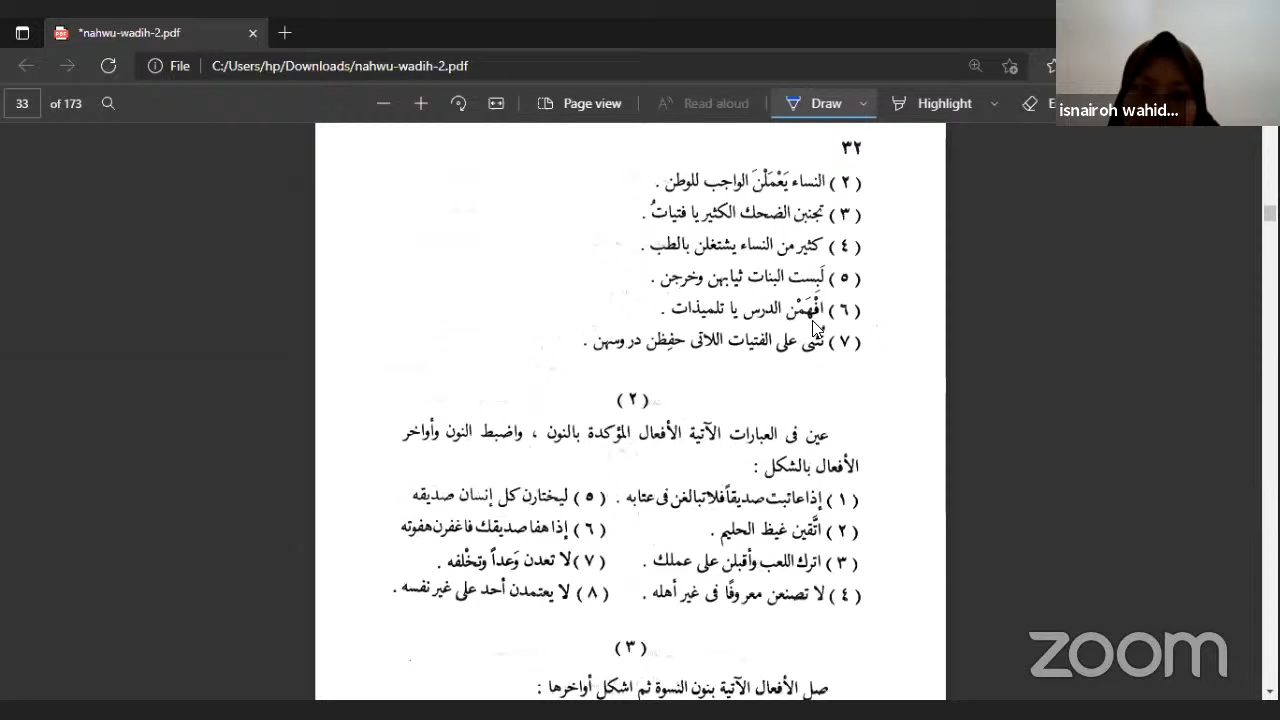 *nahwu-wadih-2.pdf
File C:/Users/hp/Downloads/nahwu-wadih-2.pdf
33 of 173 Page view Read aloud Draw Highlight
isnairoh wahid...
٣٢
( ٢ ) النساء يَعْمَلْنَ الواجب للوطن .
( ٣ ) تجنبن الضحك الكثير يا فتياتُ .
( ٤ ) كثير من النساء يشتغلن بالطب .
( ٥ ) لَبِست البنات ثيابهن وخرجن .
( ٦ ) افْهَمْن الدرس يا تلميذات .
( ٧ ) نُثْنى على الفتيات اللاتى حفِظن دروسهن .
( ٢ )
عين فى العبارات الآتية الأفعال المؤكدة بالنون ، واضبط النون وأواخر
الأفعال بالشكل :
( ١ ) إذا عاتبت صديقاً فلا تبالغن فى عتابه . ( ٥ ) ليختارن كل إنسان صديقه
( ٢ ) اتَّقين غيظ الحليم . ( ٦ ) إذا هفا صديقك فاغفرن هفوته
( ٣ ) اترك اللعب وأقبلن على عملك . ( ٧ ) لا تعدن وَعداً وتخْلفه .
( ٤ ) لا تصنعن معروفًا فى غير أهله . ( ٨ ) لا يعتمدن أحد على غير نفسه .
( ٣ )
صل الأفعال الآتية بنون النسوة ثم اشكل أواخرها :
zoom